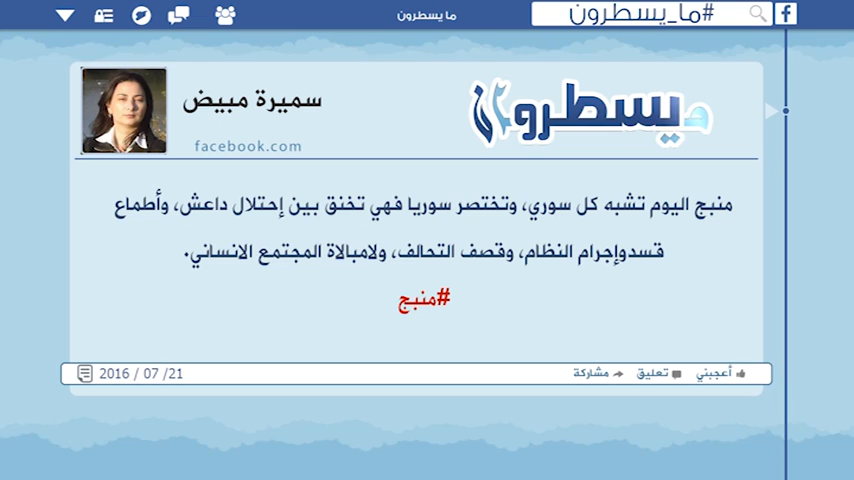 ما يسطرون
#ما_يسطرون
سميرة مبيض
facebook.com
ما يسطرون
منبج اليوم تشبه كل سوري، وتختصر سوريا فهي تخنق بين إحتلال داعش، وأطماع
قسدوإجرام النظام، وقصف التحالف، ولامبالاة المجتمع الانساني.
#منبج
أعجبني تعليق مشاركة
2016 / 07 /21